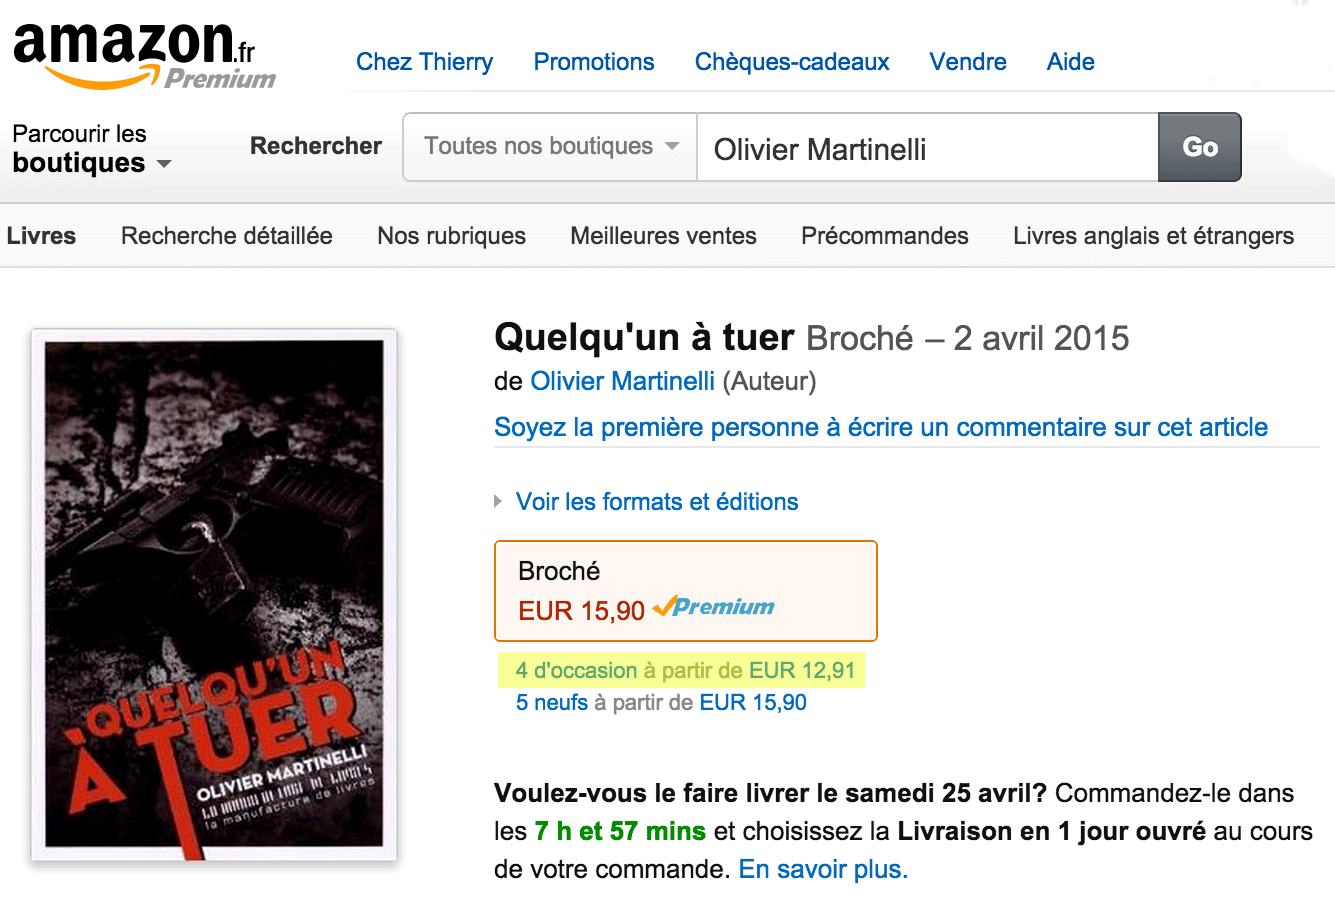 amazon.fr
Premium
Chez Thierry Promotions Chèques-cadeaux Vendre Aide
Parcourir les
boutiques
Rechercher Toutes nos boutiques Olivier Martinelli Go
Livres Recherche détaillée Nos rubriques Meilleures ventes Précommandes Livres anglais et étrangers
QUELQU'UN
À TUER
OLIVIER MARTINELLI
la manufacture de livres
Quelqu'un à tuer Broché – 2 avril 2015
de Olivier Martinelli (Auteur)
Soyez la première personne à écrire un commentaire sur cet article
Voir les formats et éditions
Broché
EUR 15,90 Premium
4 d'occasion à partir de EUR 12,91
5 neufs à partir de EUR 15,90
Voulez-vous le faire livrer le samedi 25 avril? Commandez-le dans
les 7 h et 57 mins et choisissez la Livraison en 1 jour ouvré au cours
de votre commande. En savoir plus.